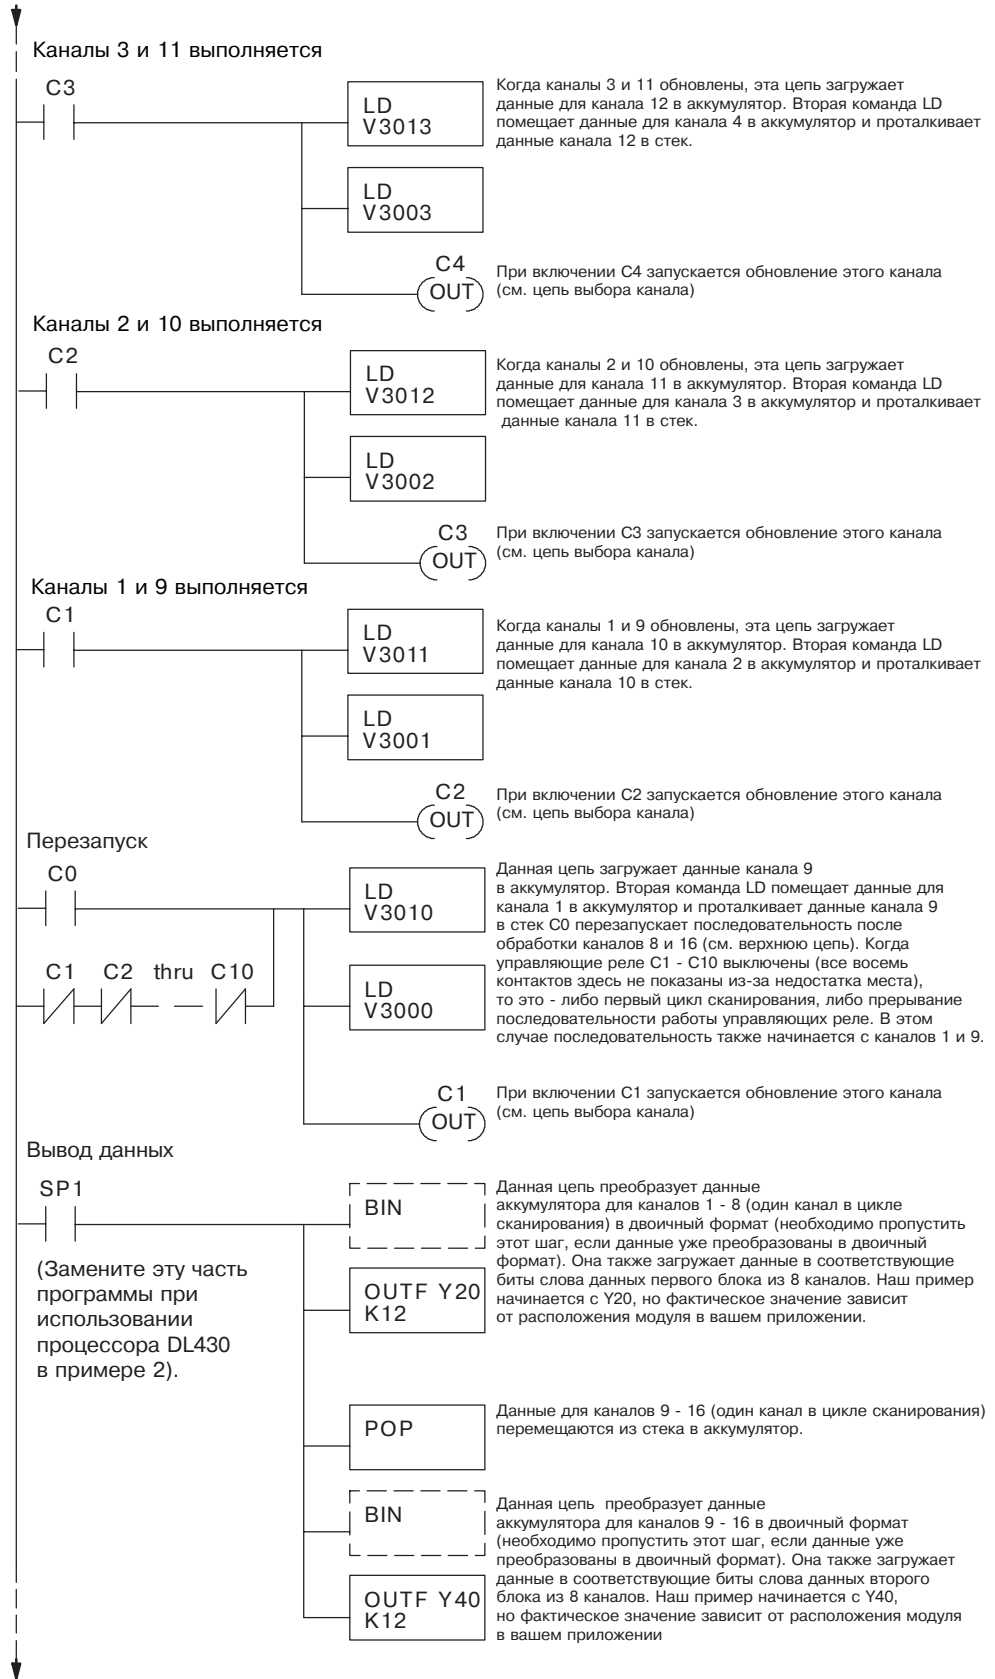 Каналы 3 и 11 выполняется
C3
LD
V3013
Когда каналы 3 и 11 обновлены, эта цепь загружает
данные для канала 12 в аккумулятор. Вторая команда LD
помещает данные для канала 4 в аккумулятор и проталкивает
данные канала 12 в стек.
LD
V3003
C4
OUT
При включении C4 запускается обновление этого канала
(см. цепь выбора канала)
Каналы 2 и 10 выполняется
C2
LD
V3012
Когда каналы 2 и 10 обновлены, эта цепь загружает
данные для канала 11 в аккумулятор. Вторая команда LD
помещает данные для канала 3 в аккумулятор и проталкивает
данные канала 11 в стек.
LD
V3002
C3
OUT
При включении C3 запускается обновление этого канала
(см. цепь выбора канала)
Каналы 1 и 9 выполняется
C1
LD
V3011
Когда каналы 1 и 9 обновлены, эта цепь загружает
данные для канала 10 в аккумулятор. Вторая команда LD
помещает данные для канала 2 в аккумулятор и проталкивает
данные канала 10 в стек.
LD
V3001
C2
OUT
При включении C2 запускается обновление этого канала
(см. цепь выбора канала)
Перезапуск
C0
LD
V3010
Данная цепь загружает данные канала 9
в аккумулятор. Вторая команда LD помещает данные для
канала 1 в аккумулятор и проталкивает данные канала 9
в стек C0 перезапускает последовательность после
обработки каналов 8 и 16 (см. верхнюю цепь). Когда
управляющие реле C1 - C10 выключены (все восемь
контактов здесь не показаны из-за недостатка места),
то это - либо первый цикл сканирования, либо прерывание
последовательности работы управляющих реле. В этом
случае последовательность также начинается с каналов 1 и 9.
C1 C2 thru C10
LD
V3000
C1
OUT
При включении C1 запускается обновление этого канала
(см. цепь выбора канала)
Вывод данных
SP1
(Замените эту часть
программы при
использовании
процессора DL430
в примере 2).
BIN
Данная цепь преобразует данные
аккумулятора для каналов 1 - 8 (один канал в цикле
сканирования) в двоичный формат (необходимо пропустить
этот шаг, если данные уже преобразованы в двоичный
формат). Она также загружает данные в соответствующие
биты слова данных первого блока из 8 каналов. Наш пример
начинается с Y20, но фактическое значение зависит
от расположения модуля в вашем приложении.
OUTF Y20
K12
POP
Данные для каналов 9 - 16 (один канал в цикле сканирования)
перемещаются из стека в аккумулятор.
BIN
Данная цепь преобразует данные
аккумулятора для каналов 9 - 16 в двоичный формат
(необходимо пропустить этот шаг, если данные уже
преобразованы в двоичный формат). Она также загружает
данные в соответствующие биты слова данных второго
блока из 8 каналов. Наш пример начинается с Y40,
но фактическое значение зависит от расположения модуля
в вашем приложении
OUTF Y40
K12